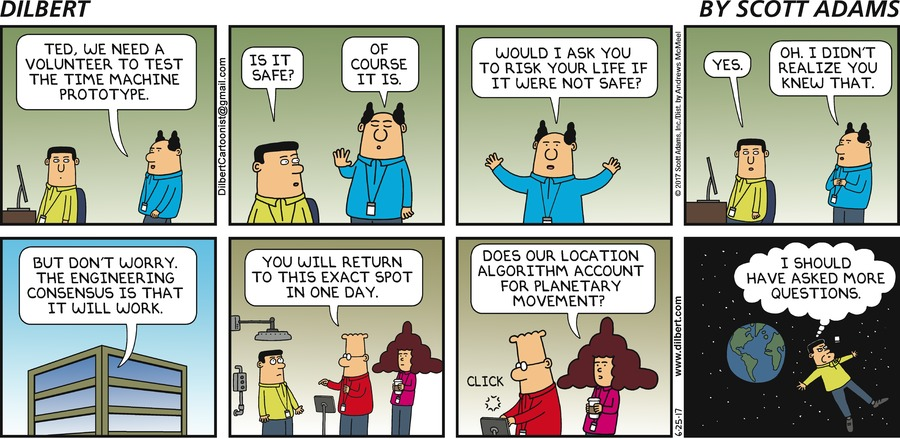 DILBERT
BY SCOTT ADAMS
TED, WE NEED A
VOLUNTEER TO TEST
THE TIME MACHINE
PROTOTYPE.
DilbertCartoonist@gmail.com
IS IT
SAFE?
OF
COURSE
IT IS.
WOULD I ASK YOU
TO RISK YOUR LIFE IF
IT WERE NOT SAFE?
© 2017 Scott Adams, Inc./Dist. by Andrews McMeel
YES.
OH. I DIDN'T
REALIZE YOU
KNEW THAT.
BUT DON'T WORRY.
THE ENGINEERING
CONSENSUS IS THAT
IT WILL WORK.
YOU WILL RETURN
TO THIS EXACT SPOT
IN ONE DAY.
DOES OUR LOCATION
ALGORITHM ACCOUNT
FOR PLANETARY
MOVEMENT?
CLICK
www.dilbert.com
6-25-17
I SHOULD
HAVE ASKED MORE
QUESTIONS.